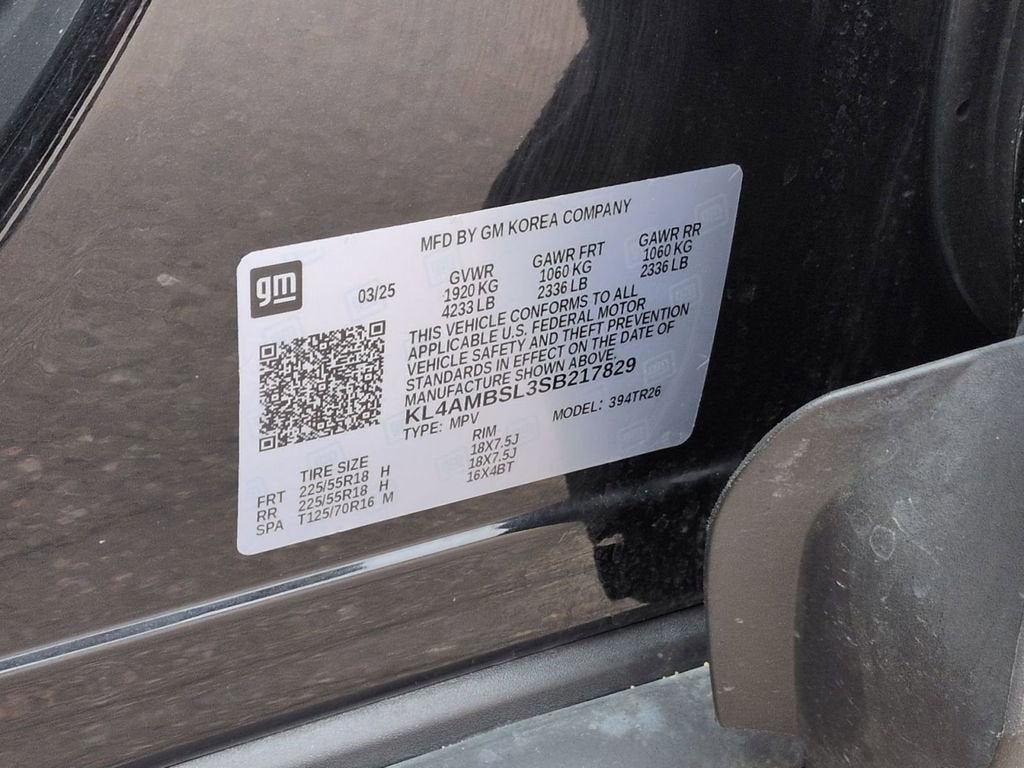 MFD BY GM KOREA COMPANY
gm
03/25
GVWR GAWR FRT GAWR RR
1920 KG 1060 KG 1060 KG
4233 LB 2336 LB 2336 LB
THIS VEHICLE CONFORMS TO ALL
APPLICABLE U.S. FEDERAL MOTOR
VEHICLE SAFETY AND THEFT PREVENTION
STANDARDS IN EFFECT ON THE DATE OF
MANUFACTURE SHOWN ABOVE.
KL4AMBSL3SB217829
TYPE: MPV MODEL: 394TR26
TIRE SIZE RIM
FRT 225/55R18 H 18X7.5J
RR 225/55R18 H 18X7.5J
SPA T125/70R16 M 16X4BT